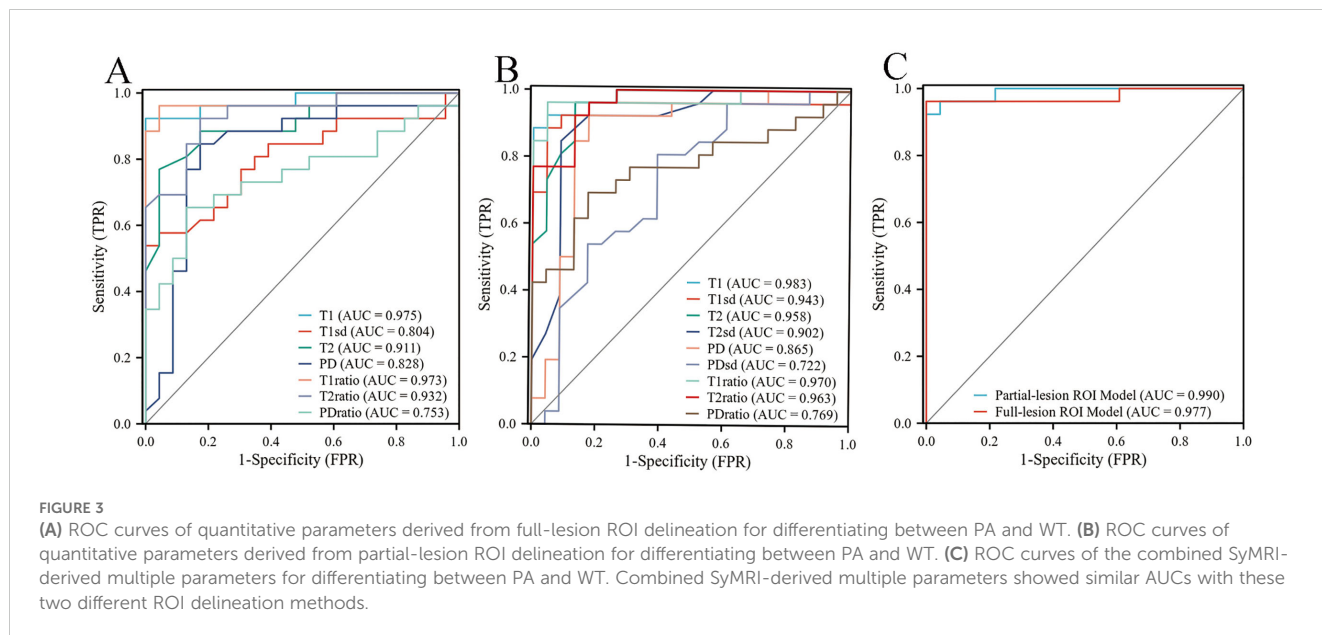 A
B
C
1.0
0.8
0.6
0.4
0.2
0.0
Sensitivity (TPR)
0.0 0.2 0.4 0.6 0.8 1.0
1-Specificity (FPR)
T1 (AUC = 0.975)
T1sd (AUC = 0.804)
T2 (AUC = 0.911)
PD (AUC = 0.828)
T1ratio (AUC = 0.973)
T2ratio (AUC = 0.932)
PDratio (AUC = 0.753)
1.0
0.8
0.6
0.4
0.2
0.0
Sensitivity (TPR)
0.0 0.2 0.4 0.6 0.8 1.0
1-Specificity (FPR)
T1 (AUC = 0.983)
T1sd (AUC = 0.943)
T2 (AUC = 0.958)
T2sd (AUC = 0.902)
PD (AUC = 0.865)
PDsd (AUC = 0.722)
T1ratio (AUC = 0.970)
T2ratio (AUC = 0.963)
PDratio (AUC = 0.769)
1.0
0.8
0.6
0.4
0.2
0.0
Sensitivity (TPR)
0.0 0.2 0.4 0.6 0.8 1.0
1-Specificity (FPR)
Partial-lesion ROI Model (AUC = 0.990)
Full-lesion ROI Model (AUC = 0.977)
FIGURE 3
(A) ROC curves of quantitative parameters derived from full-lesion ROI delineation for differentiating between PA and WT. (B) ROC curves of
quantitative parameters derived from partial-lesion ROI delineation for differentiating between PA and WT. (C) ROC curves of the combined SyMRI-
derived multiple parameters for differentiating between PA and WT. Combined SyMRI-derived multiple parameters showed similar AUCs with these
two different ROI delineation methods.